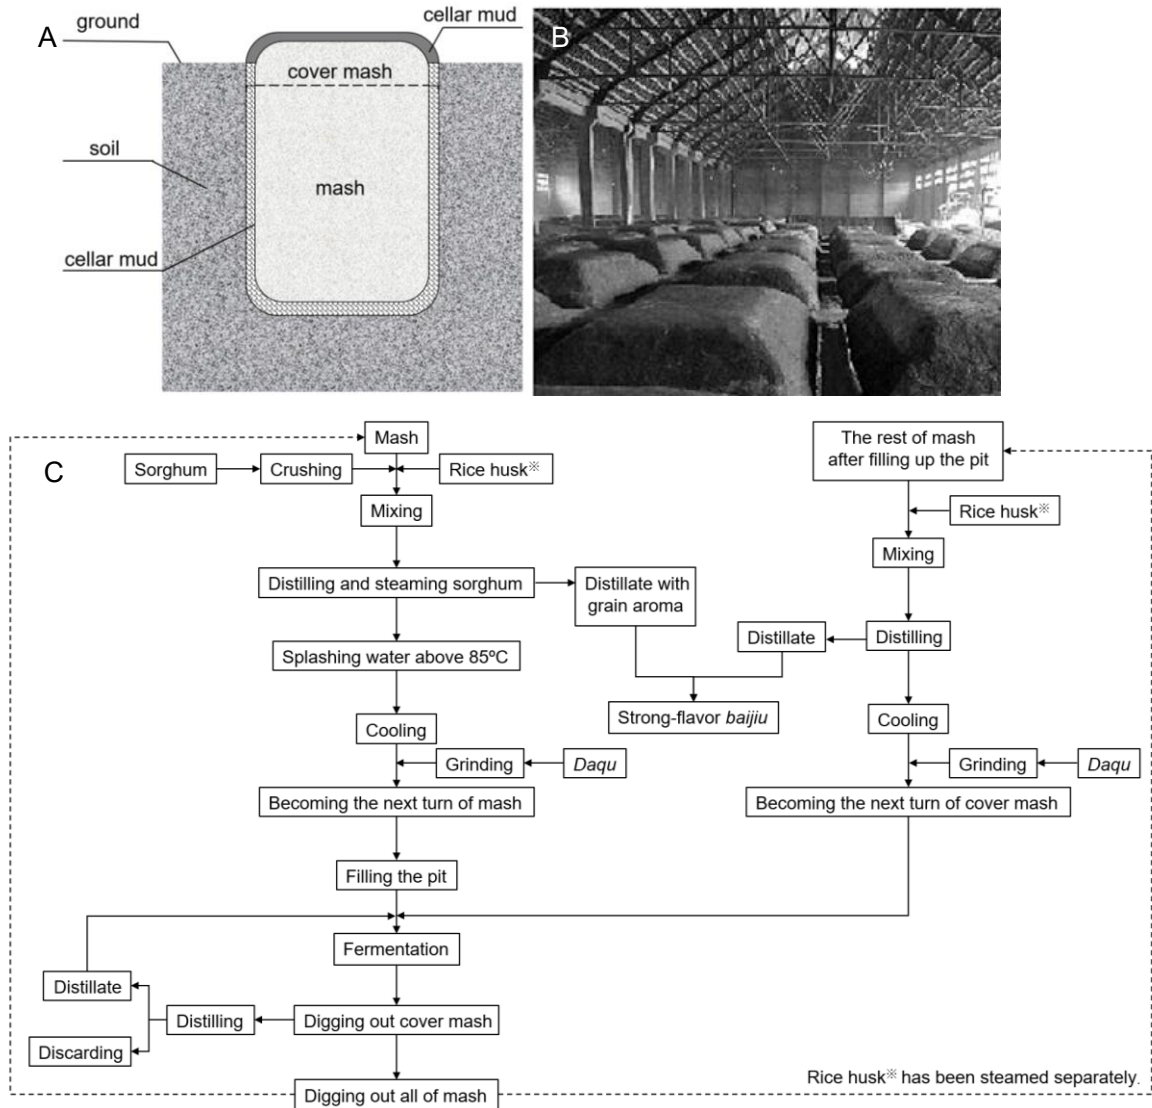 A
ground
cellar mud
cover mash
soil
mash
cellar mud
B
C
Mash
Sorghum
Crushing
Rice husk※
Mixing
Distilling and steaming sorghum
Distillate with
grain aroma
Splashing water above 85ºC
Cooling
Grinding
Daqu
Becoming the next turn of mash
Filling the pit
The rest of mash
after filling up the pit
Rice husk※
Mixing
Distilling
Distillate
Strong-flavor baijiu
Cooling
Grinding
Daqu
Becoming the next turn of cover mash
Fermentation
Digging out cover mash
Distilling
Distillate
Discarding
Digging out all of mash
Rice husk※ has been steamed separately.